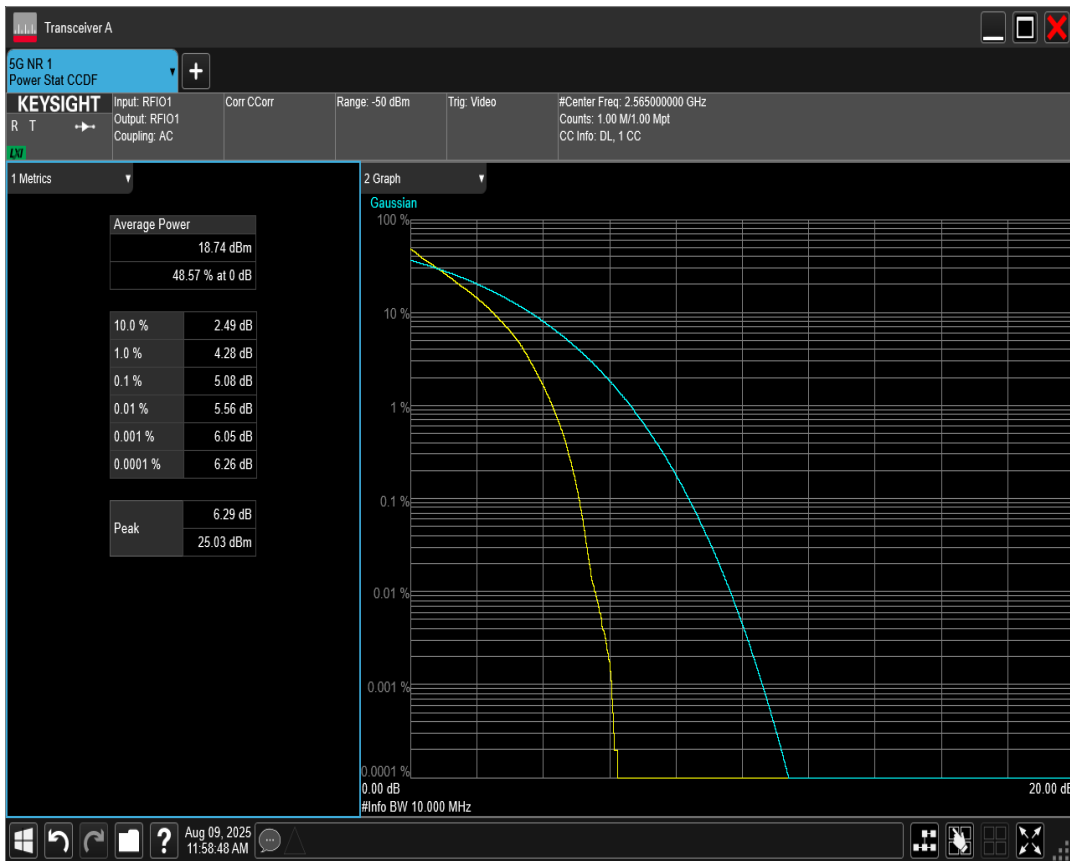 Transceiver A
5G NR 1
Power Stat CCDF
+
KEYSIGHT
R T
LXI
Input: RFIO1
Output: RFIO1
Coupling: AC
Corr CCorr
Range: -50 dBm
Trig: Video
#Center Freq: 2.565000000 GHz
Counts: 1.00 M/1.00 Mpt
CC Info: DL, 1 CC
1 Metrics
Average Power
18.74 dBm
48.57 % at 0 dB
10.0 % 2.49 dB
1.0 % 4.28 dB
0.1 % 5.08 dB
0.01 % 5.56 dB
0.001 % 6.05 dB
0.0001 % 6.26 dB
Peak 6.29 dB
25.03 dBm
2 Graph
Gaussian
100 %
10 %
1 %
0.1 %
0.01 %
0.001 %
0.0001 %
0.00 dB 20.00 dB
#Info BW 10.000 MHz
? Aug 09, 2025
11:58:48 AM